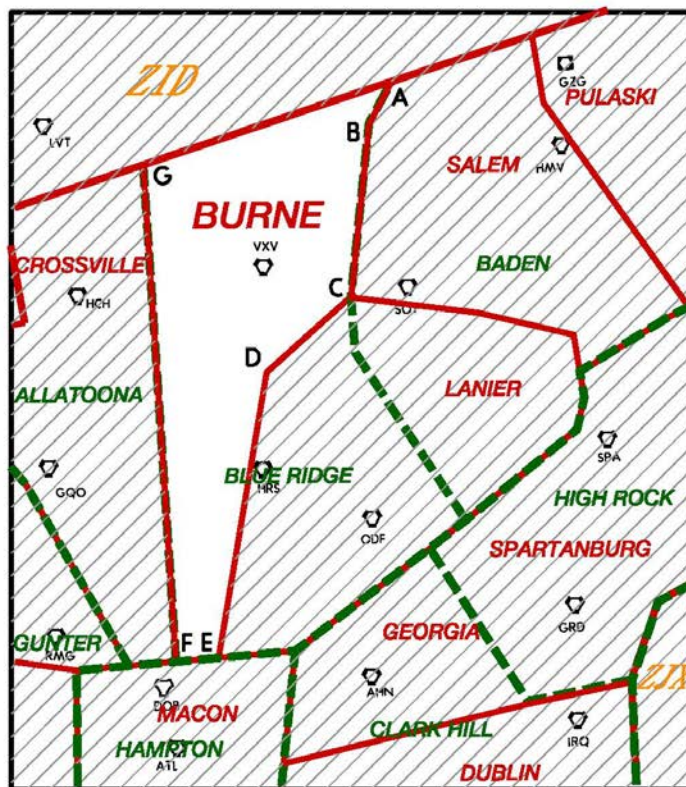 ZID
A
GZG
PULASKI
LVT
B
HMV
SALEM
G
BURNE
VXV
CROSSVILLE
BADEN
HCH
C
SOT
D
ALLATOONA
LANIER
SPA
GQO
BLUE RIDGE
HRS
HIGH ROCK
ODF
SPARTANBURG
GRD
GUNTER
RMG
F
E
GEORGIA
ZJX
DOB
MACON
AHN
HAMPTON
ATL
CLARK HILL
IRQ
DUBLIN